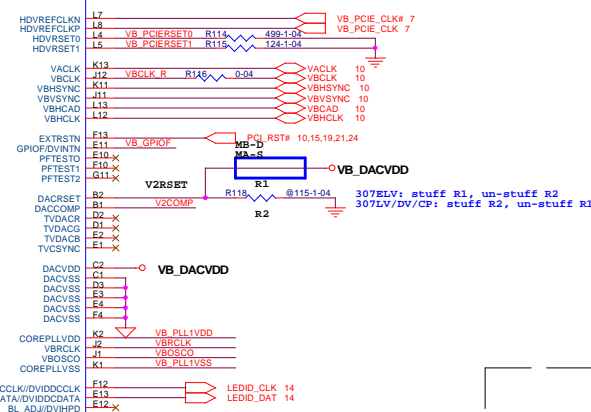 HDVREFCLKN L7 VB_PCIE_CLK# 7
HDVREFCLKP L8 VB_PCIE_CLK 7
HDVRSET0 L4 VB_PCIERSET0 R114 499-1-04
HDVRSET1 L5 VB_PCIERSET1 R115 124-1-04
VACLK K13 VACLK 10
VBCLK J12 VBCLK_R R116 0-04 VBCLK 10
VBHSYNC K11 VBHSYNC 10
VBVSYNC J11 VBVSYNC 10
VBHCAD L13 VBCAD 10
VBHCLK L12 VBHCLK 10
EXTRSTN F13 PCI_RST# 10,15,19,21,24
GPIOF/DVINTN E11 VB_GPIOF MB-D
PFTEST0 E10 MA-S
PFTEST1 F10 VB_DACVDD
PFTEST2 G11
V2RSET R1
DACRSET B2 R118 @115-1-04 307ELV: stuff R1, un-stuff R2
DACCOMP B1 V2COMP R2 307LV/DV/CP: stuff R2, un-stuff R1
TVDACR D2
TVDACG D1
TVDACB E2
TVCSYNC E1
DACVDD C2 VB_DACVDD
DACVSS C1
DACVSS D3
DACVSS E3
DACVSS E4
DACVSS F4
COREPLLVDD K2 VB_PLL1VDD
VBRCLK J2 VBRCLK
VBOSCO J1 VBOSCO
COREPLLVSS K1 VB_PLL1VSS
CCLK//DVIDDCCLK F12 LEDID_CLK 14
ATA//DVIDDCDATA E13 LEDID_DAT 14
BL_ADJ//DVIHPD E12